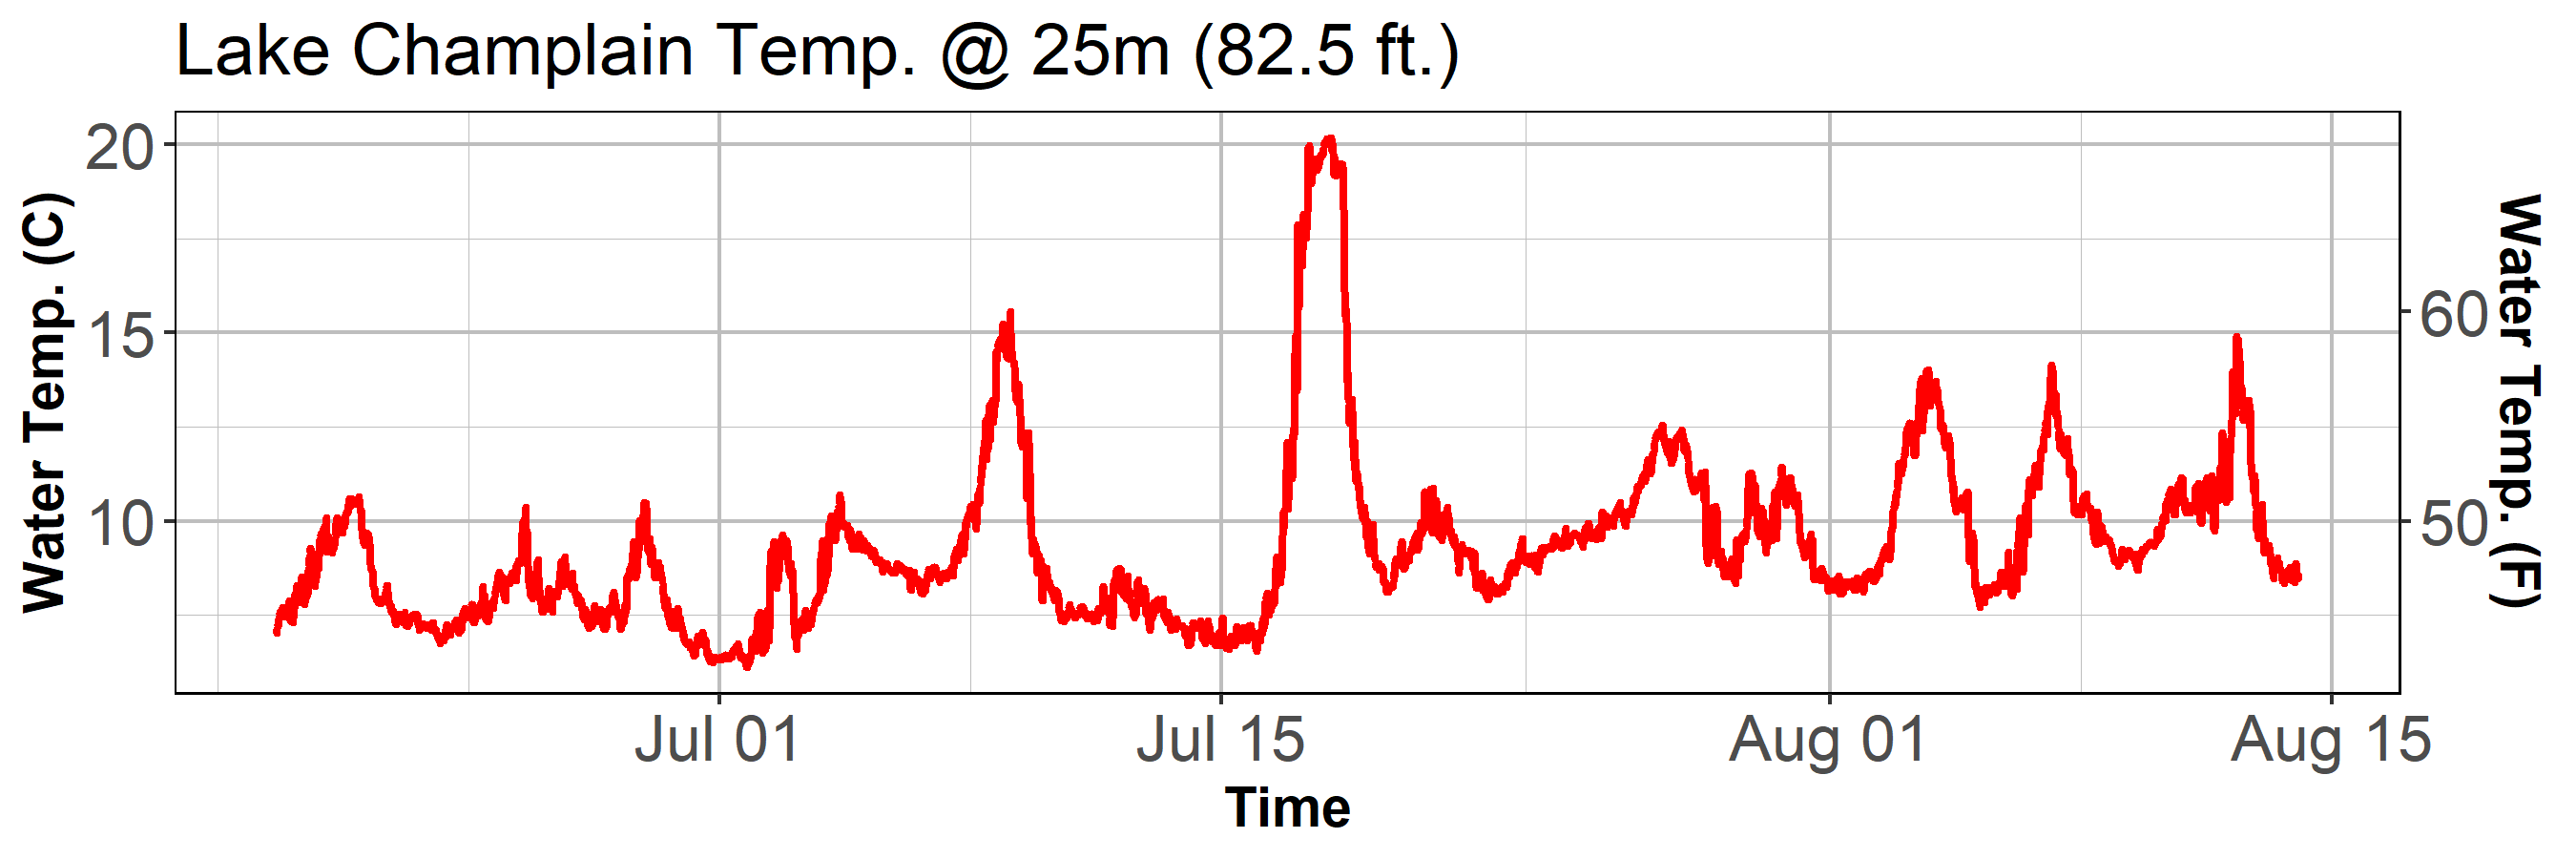 Lake Champlain Temp. @ 25m (82.5 ft.)
Water Temp. (C)
20
15
10
60
50
Water Temp. (F)
Jul 01
Jul 15
Aug 01
Aug 15
Time